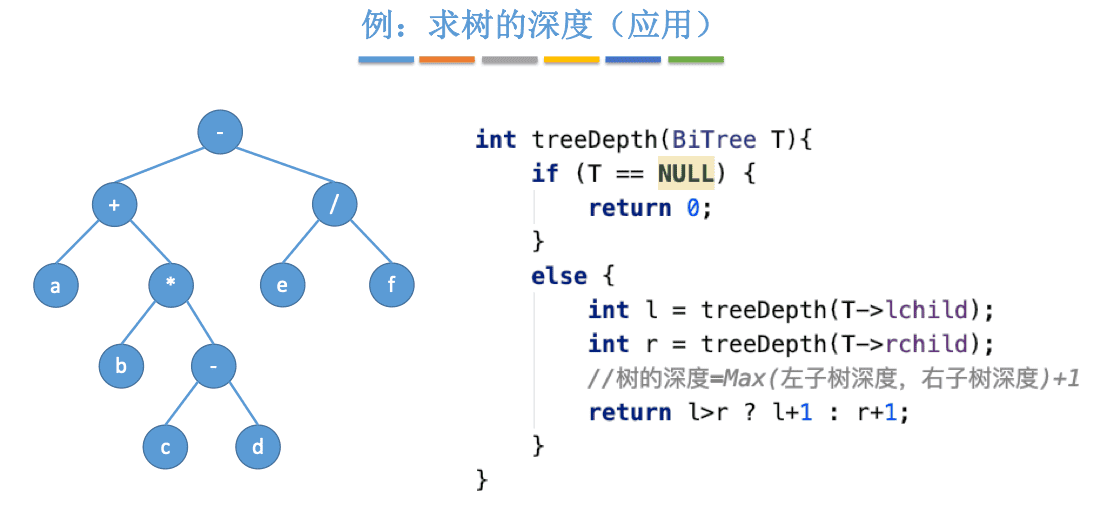 例：求树的深度（应用）
-
+
/
a
*
e
f
b
-
c
d
int treeDepth(BiTree T){
if (T == NULL) {
return 0;
}
else {
int l = treeDepth(T->lchild);
int r = treeDepth(T->rchild);
//树的深度=Max(左子树深度，右子树深度)+1
return l>r ? l+1 : r+1;
}
}